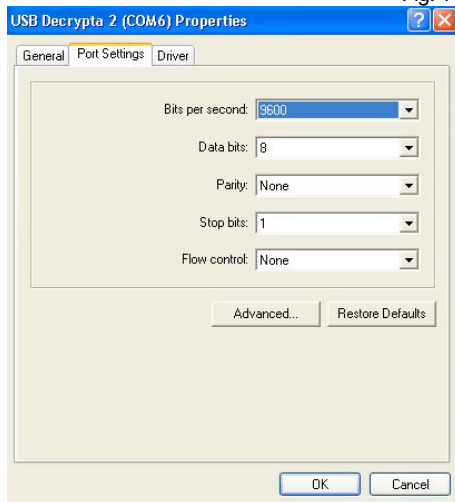 USB Decrypta 2 (COM6) Properties
General Port Settings Driver
Bits per second: 9600
Data bits: 8
Parity: None
Stop bits: 1
Flow control: None
Advanced... Restore Defaults
OK Cancel